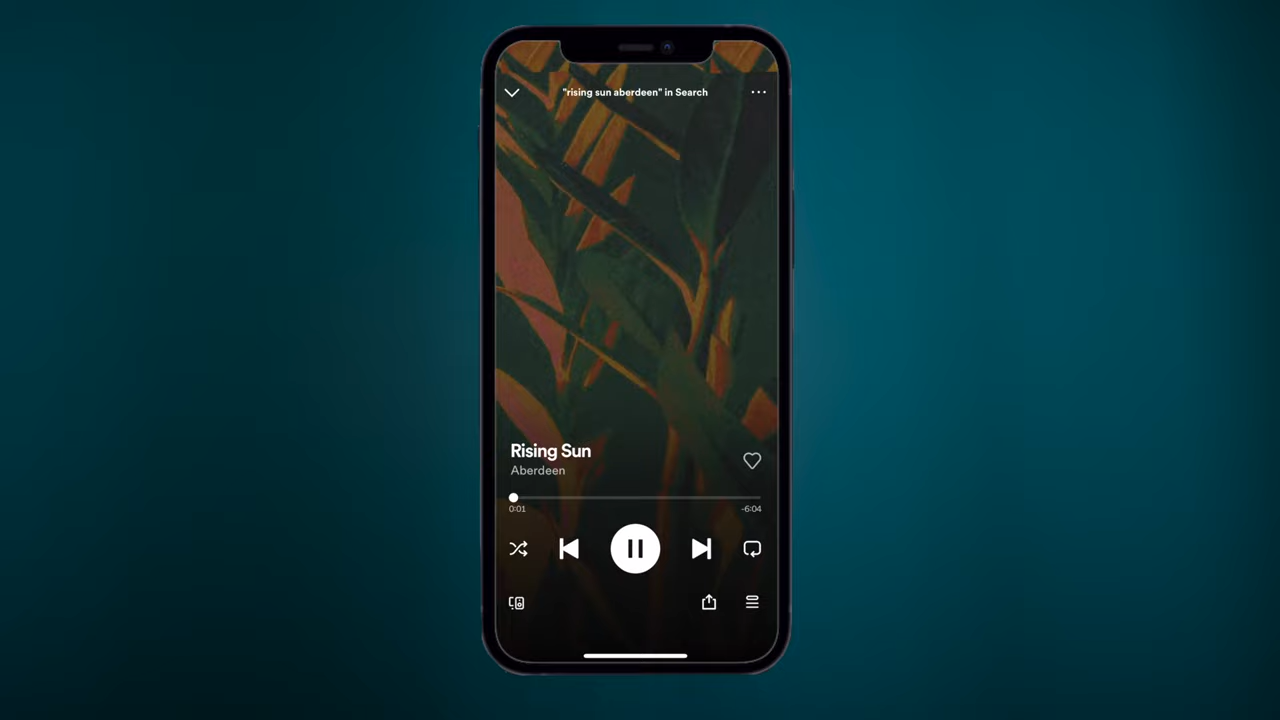 "rising sun aberdeen" in Search
Rising Sun
Aberdeen
0:01
-6:04